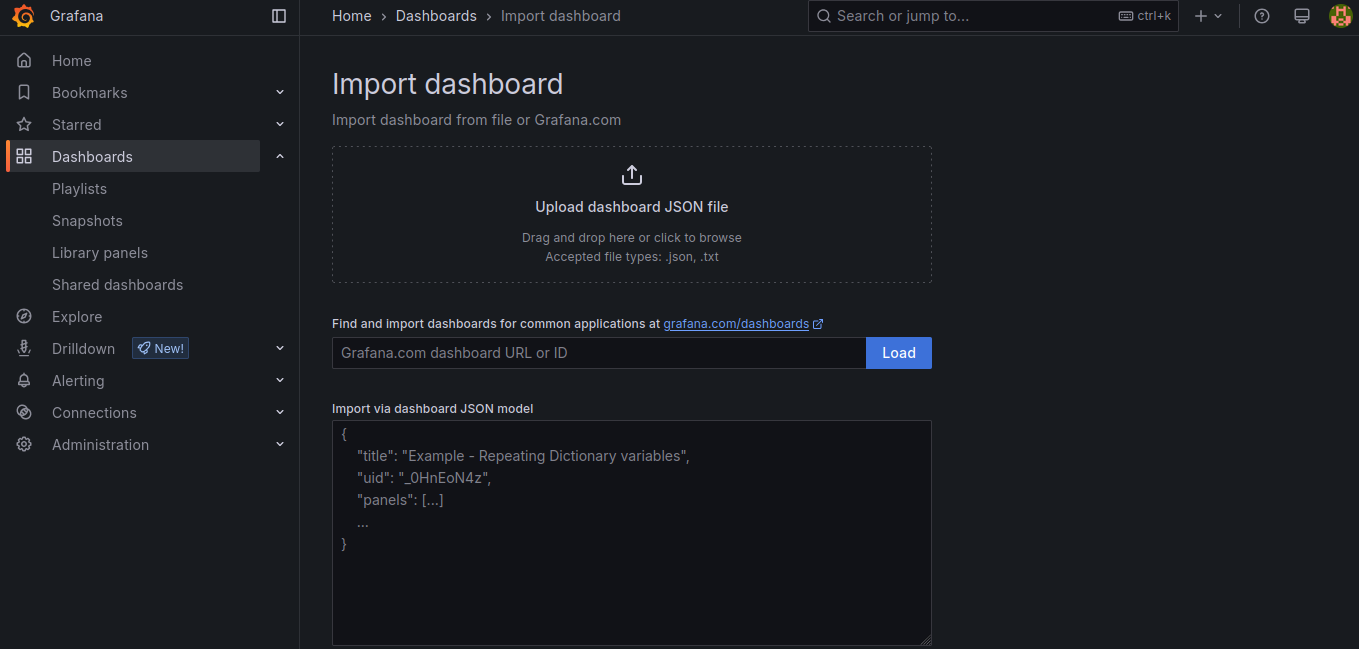 Grafana
Home › Dashboards › Import dashboard
Search or jump to...
ctrl+k
Home
Bookmarks
Starred
Dashboards
Playlists
Snapshots
Library panels
Shared dashboards
Explore
Drilldown New!
Alerting
Connections
Administration
Import dashboard
Import dashboard from file or Grafana.com
Upload dashboard JSON file
Drag and drop here or click to browse
Accepted file types: .json, .txt
Find and import dashboards for common applications at grafana.com/dashboards
Grafana.com dashboard URL or ID
Load
Import via dashboard JSON model
{
"title": "Example - Repeating Dictionary variables",
"uid": "_0HnEoN4z",
"panels": [...]
...
}